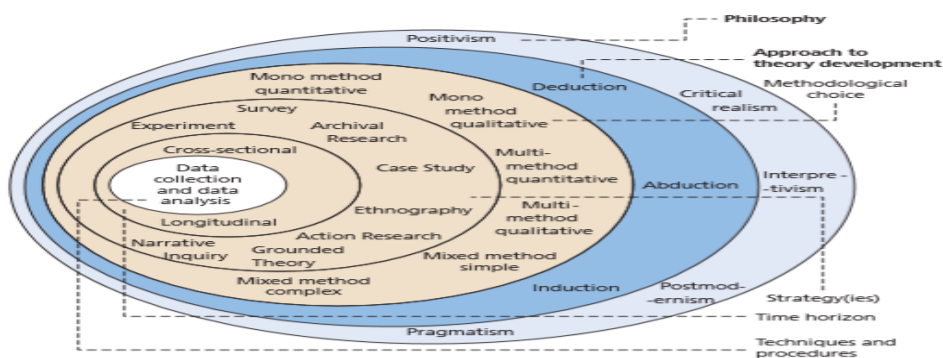 Philosophy
Positivism
Approach to
theory development
Mono method
quantitative
Deduction
Critical
realism
Methodological
choice
Mono
method
qualitative
Survey
Experiment
Archival
Research
Cross-sectional
Data
collection
and data
analysis
Case Study
Multi-
method
quantitative
Abduction
Interpre -
-tivism
Ethnography
Multi-
method
qualitative
Longitudinal
Action Research
Narrative
Inquiry
Grounded
Theory
Mixed method
simple
Mixed method
complex
Induction
Postmod-
-ernism
Strategy(ies)
Time horizon
Pragmatism
Techniques and
procedures